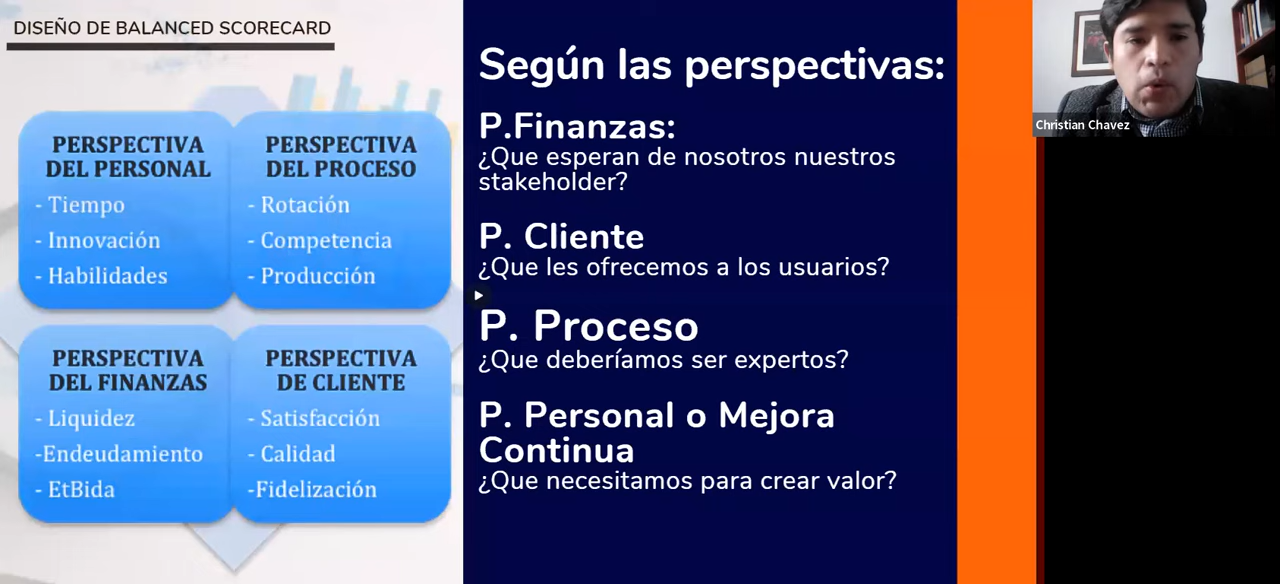 DISEÑO DE BALANCED SCORECARD
PERSPECTIVA
DEL PERSONAL
- Tiempo
- Innovación
- Habilidades
PERSPECTIVA
DEL PROCESO
- Rotación
- Competencia
- Producción
PERSPECTIVA
DEL FINANZAS
- Liquidez
-Endeudamiento
- EtBida
PERSPECTIVA
DE CLIENTE
- Satisfacción
- Calidad
-Fidelización
Según las perspectivas:
P.Finanzas:
¿Que esperan de nosotros nuestros
stakeholder?
P. Cliente
¿Que les ofrecemos a los usuarios?
P. Proceso
¿Que deberíamos ser expertos?
P. Personal o Mejora
Continua
¿Que necesitamos para crear valor?
Christian Chavez